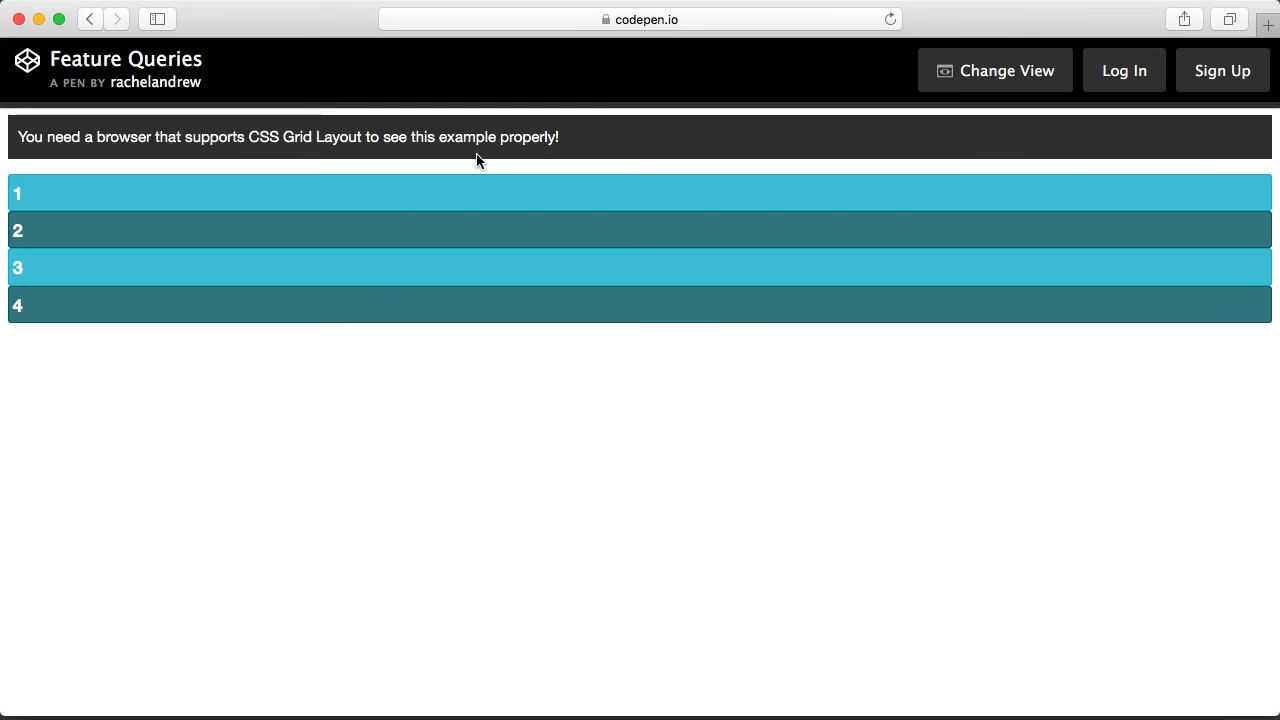 codepen.io
Feature Queries
A PEN BY rachelandrew
Change View
Log In
Sign Up
You need a browser that supports CSS Grid Layout to see this example properly!
1
2
3
4